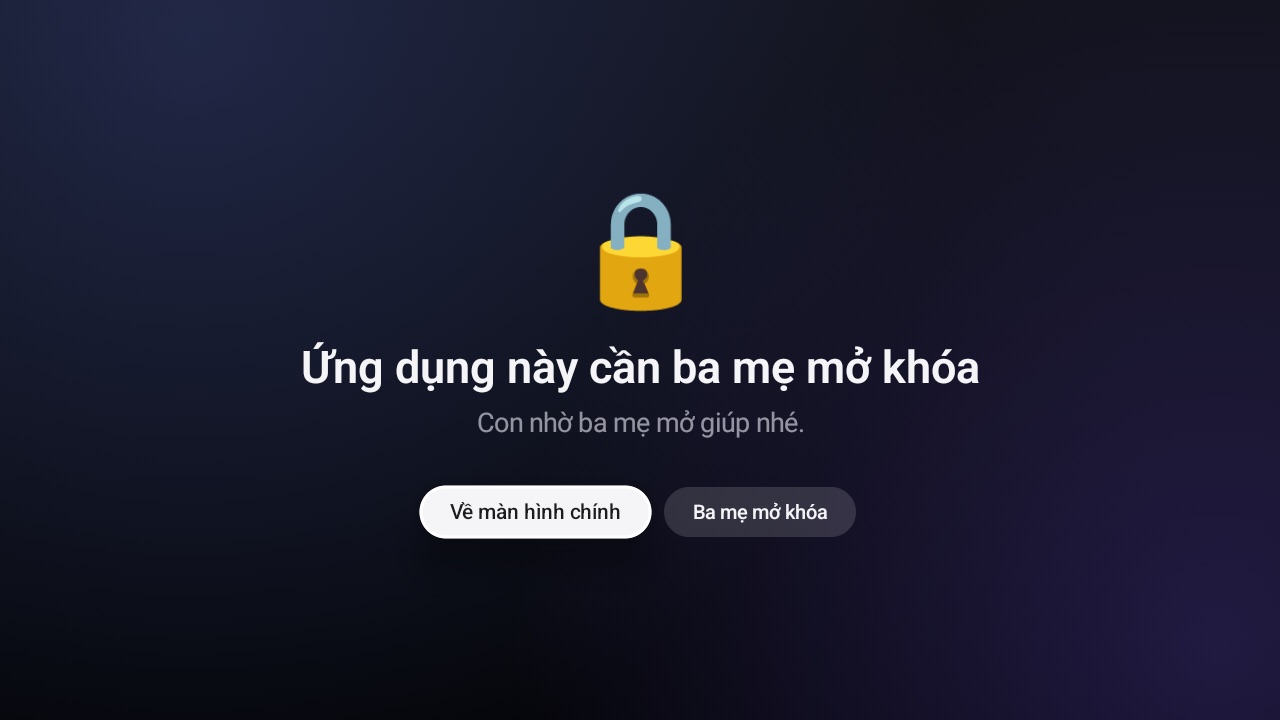 Ứng dụng này cần ba mẹ mở khóa
Con nhờ ba mẹ mở giúp nhé.
Về màn hình chính
Ba mẹ mở khóa